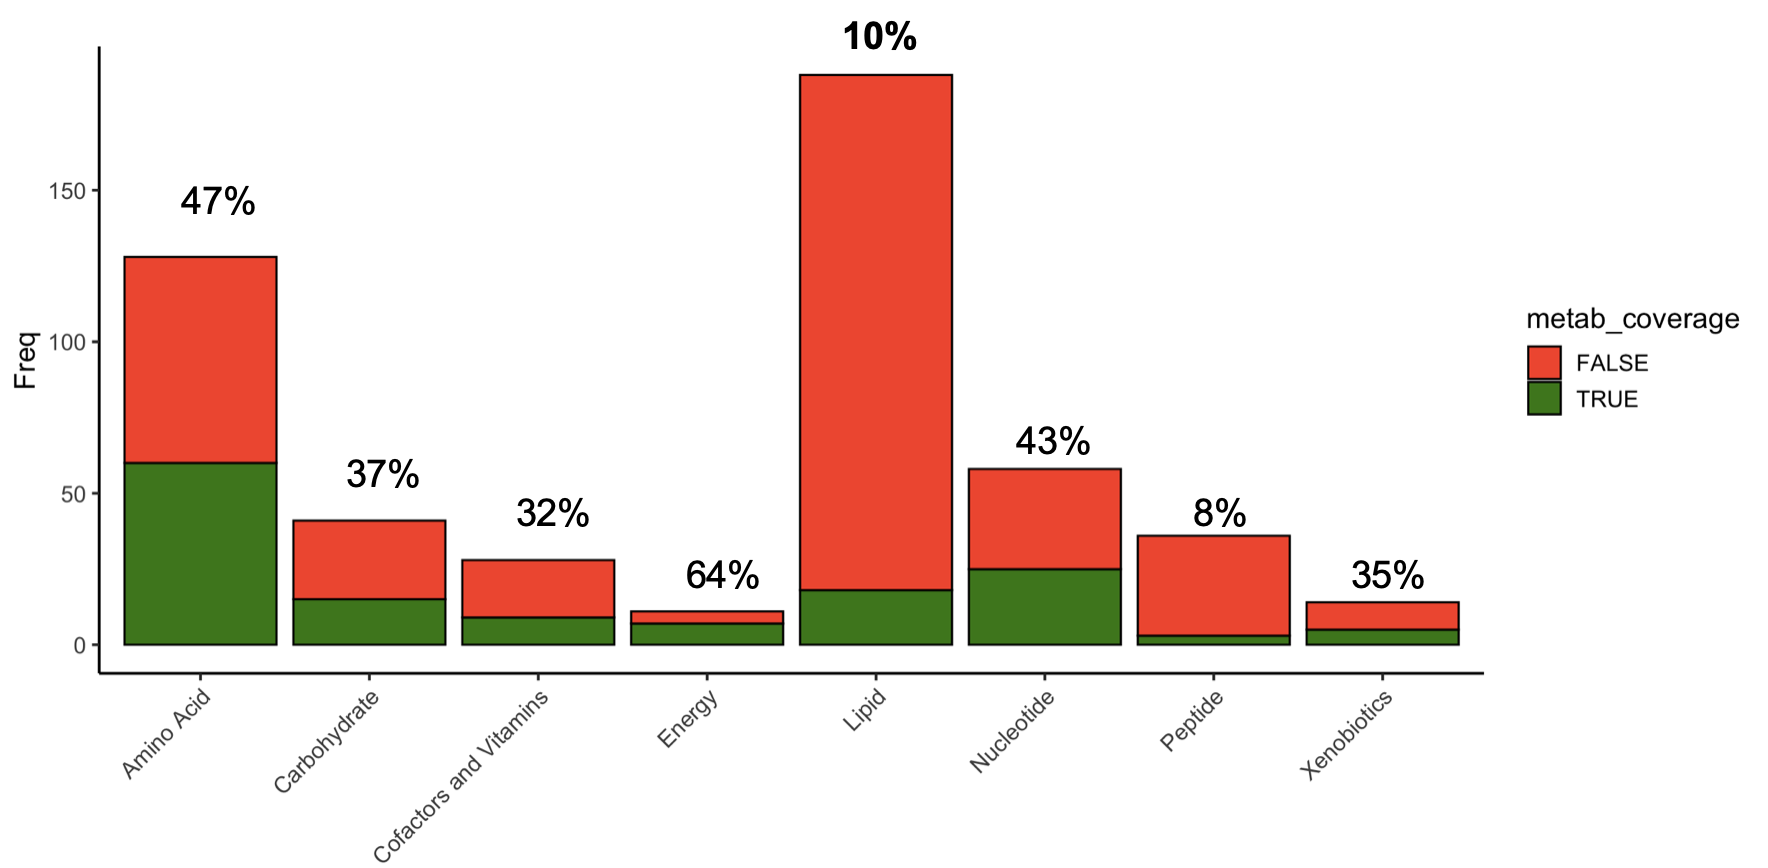 10%
150
47%
100
Freq
metab_coverage
FALSE
TRUE
43%
37%
50
32%
8%
64%
35%
0
Amino Acid
Carbohydrate
Cofactors and Vitamins
Energy
Lipid
Nucleotide
Peptide
Xenobiotics